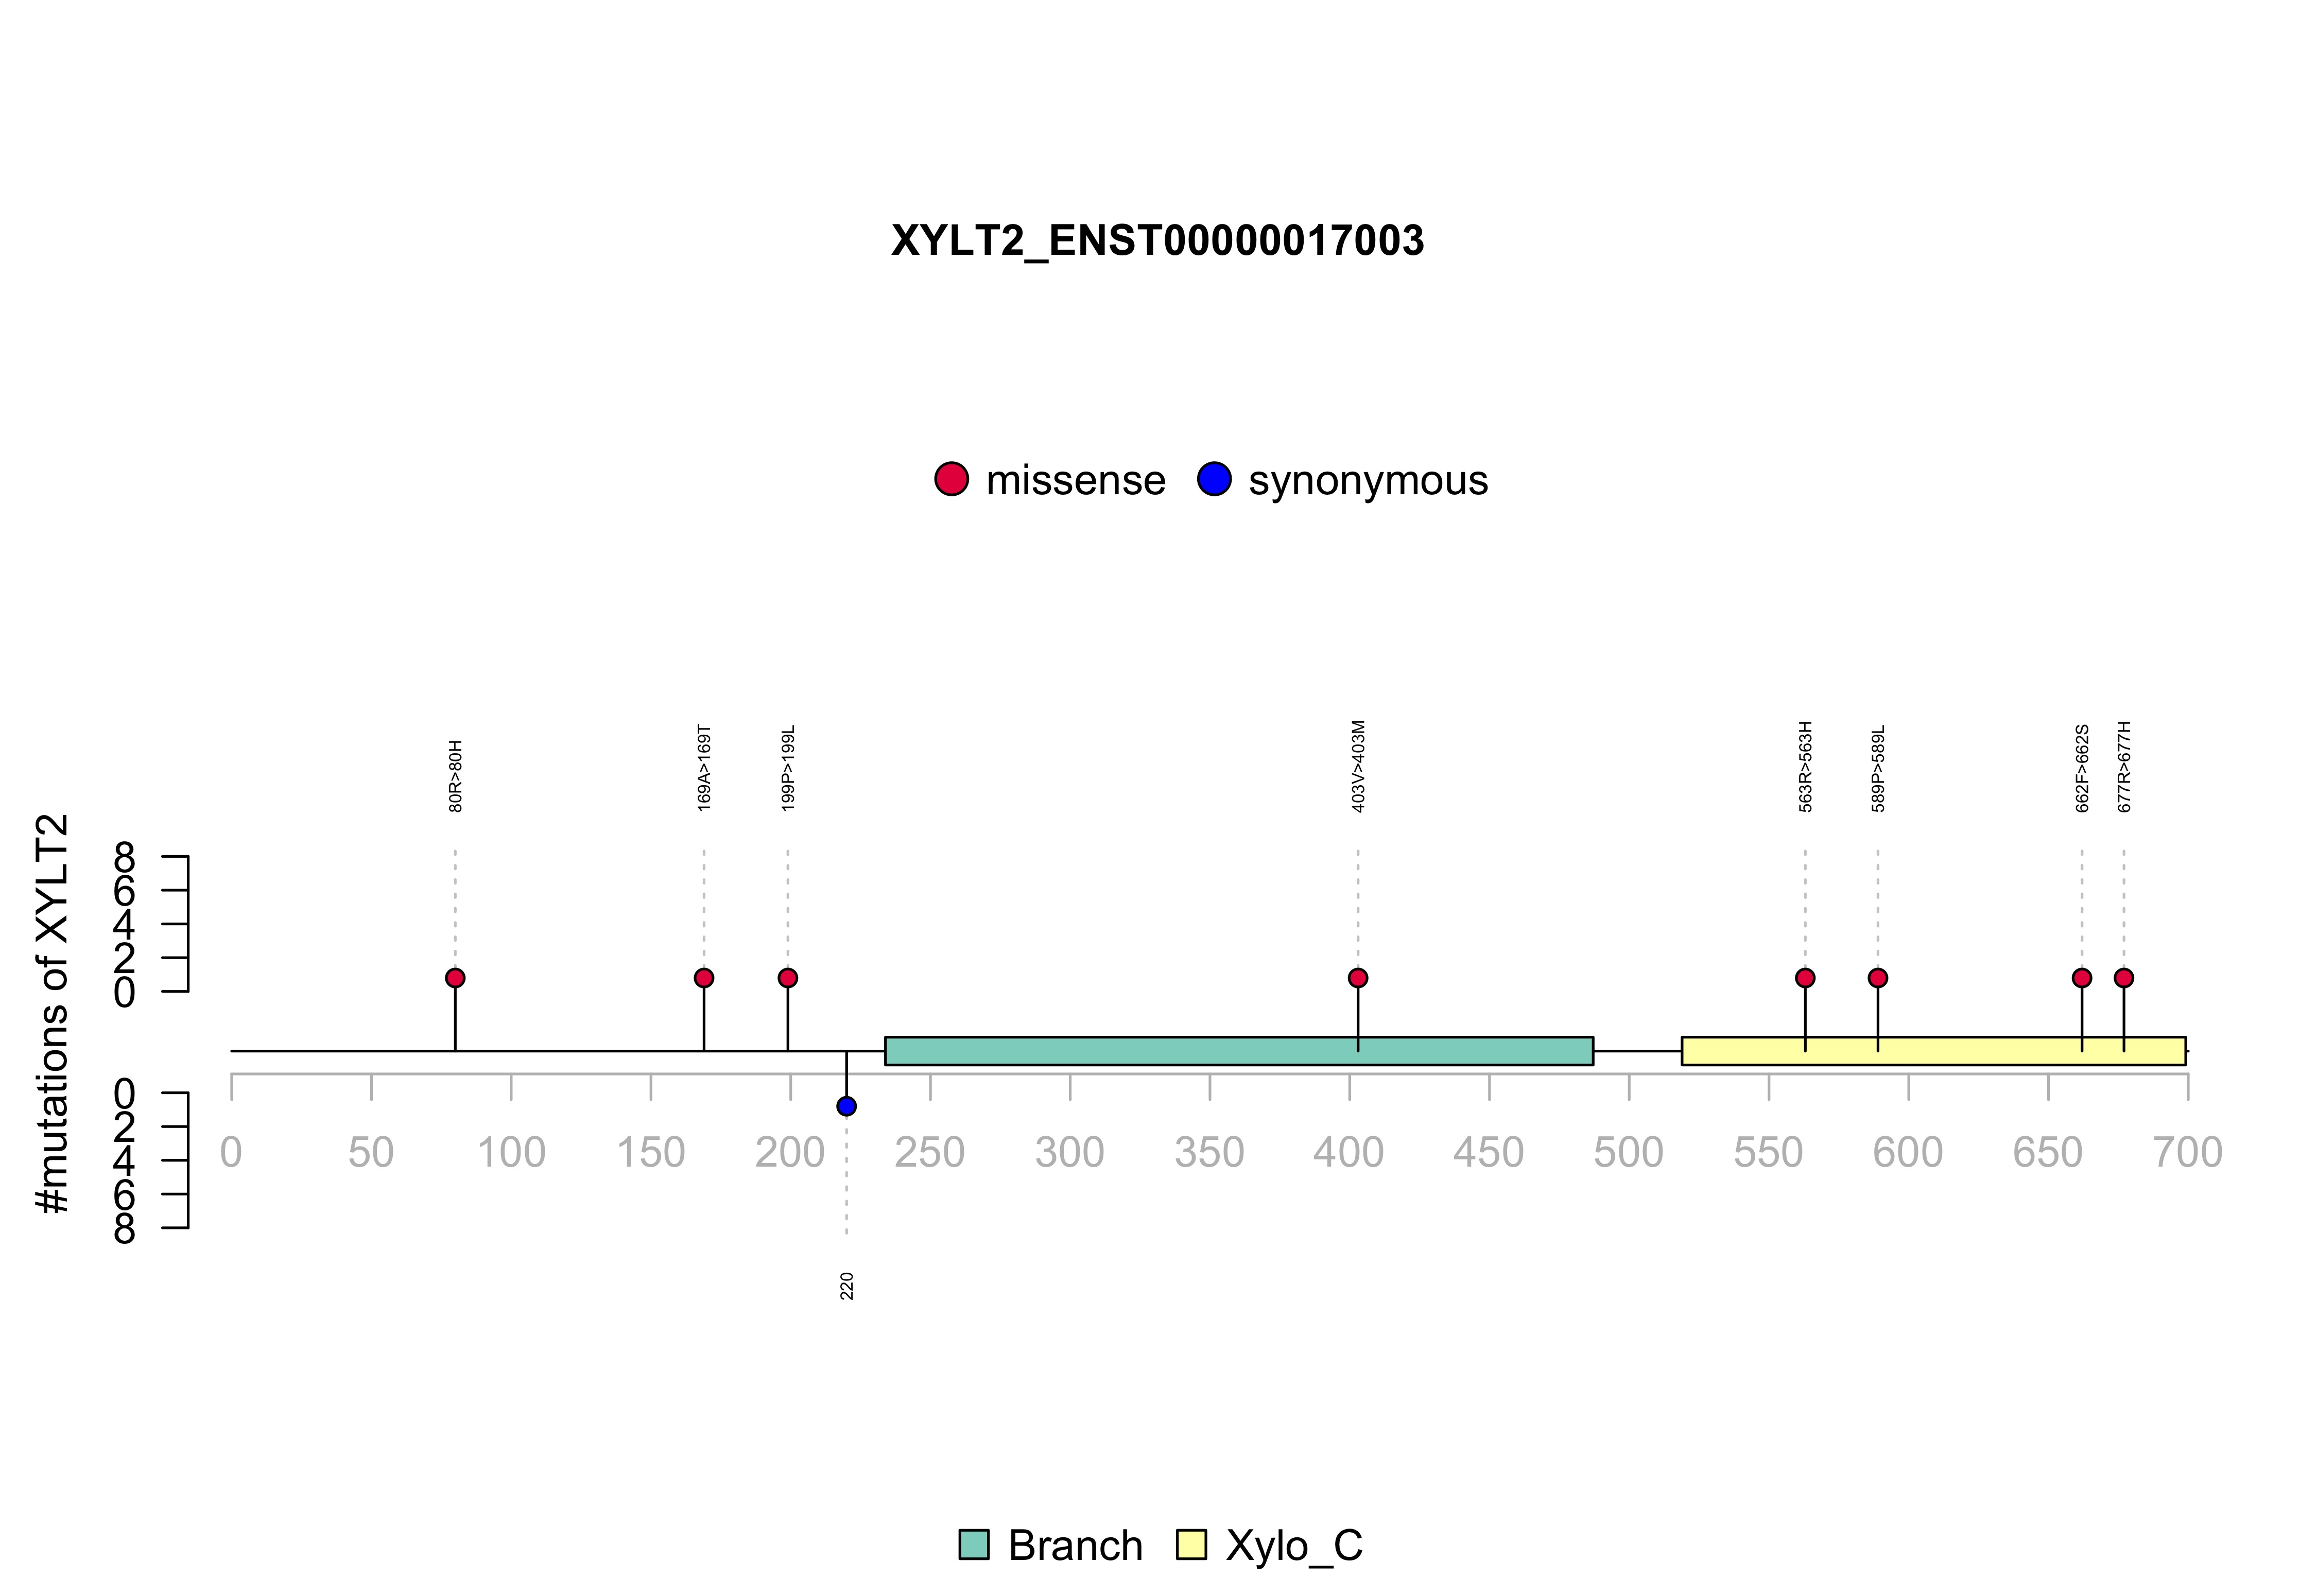 XYLT2_ENST00000017003
missense synonymous
80R>80H
169A>169T
199P>199L
403V>403M
563R>563H
589P>589L
662F>662S
677R>677H
#mutations of XYLT2
8
6
4
2
0
0
2
4
6
8
0 50 100 150 200 250 300 350 400 450 500 550 600 650 700
220
Branch Xylo_C